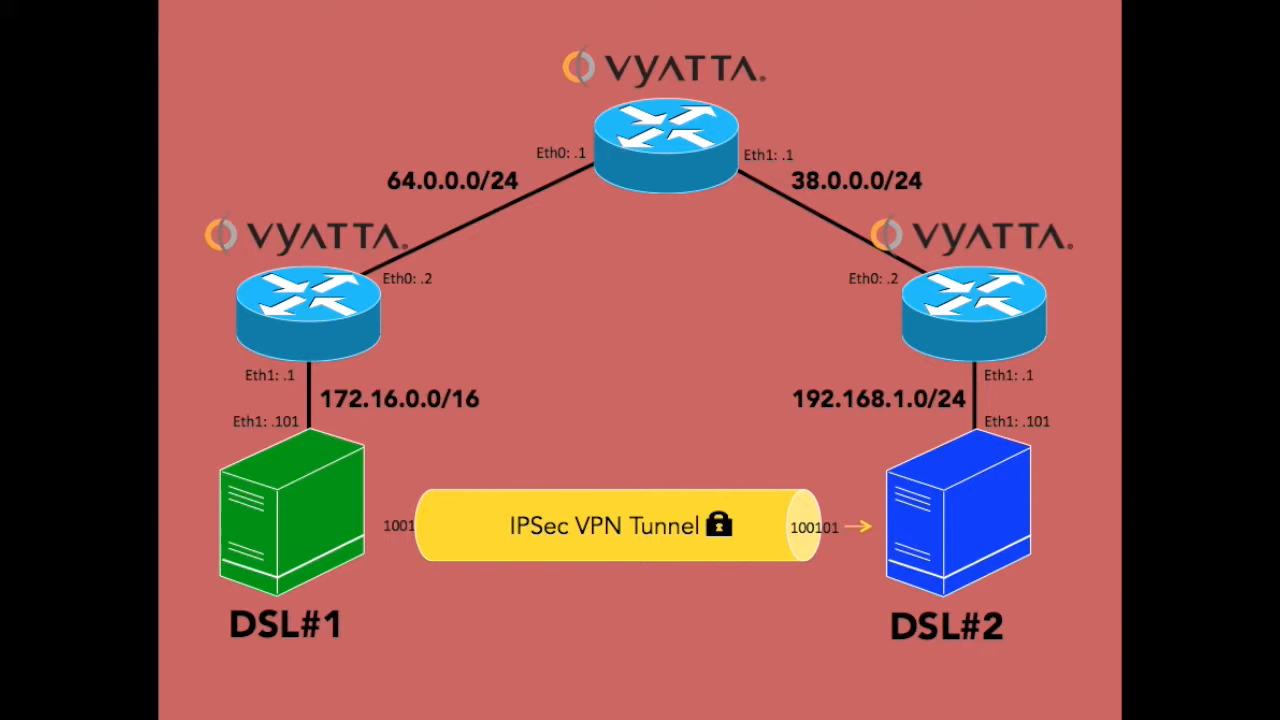 VYATTA.
Eth0: .1
Eth1: .1
64.0.0.0/24
38.0.0.0/24
VYATTA.
VYATTA.
Eth0: .2
Eth0: .2
Eth1: .1
Eth1: .1
172.16.0.0/16
192.168.1.0/24
Eth1: .101
Eth1: .101
1001
IPSec VPN Tunnel
100101
DSL#1
DSL#2